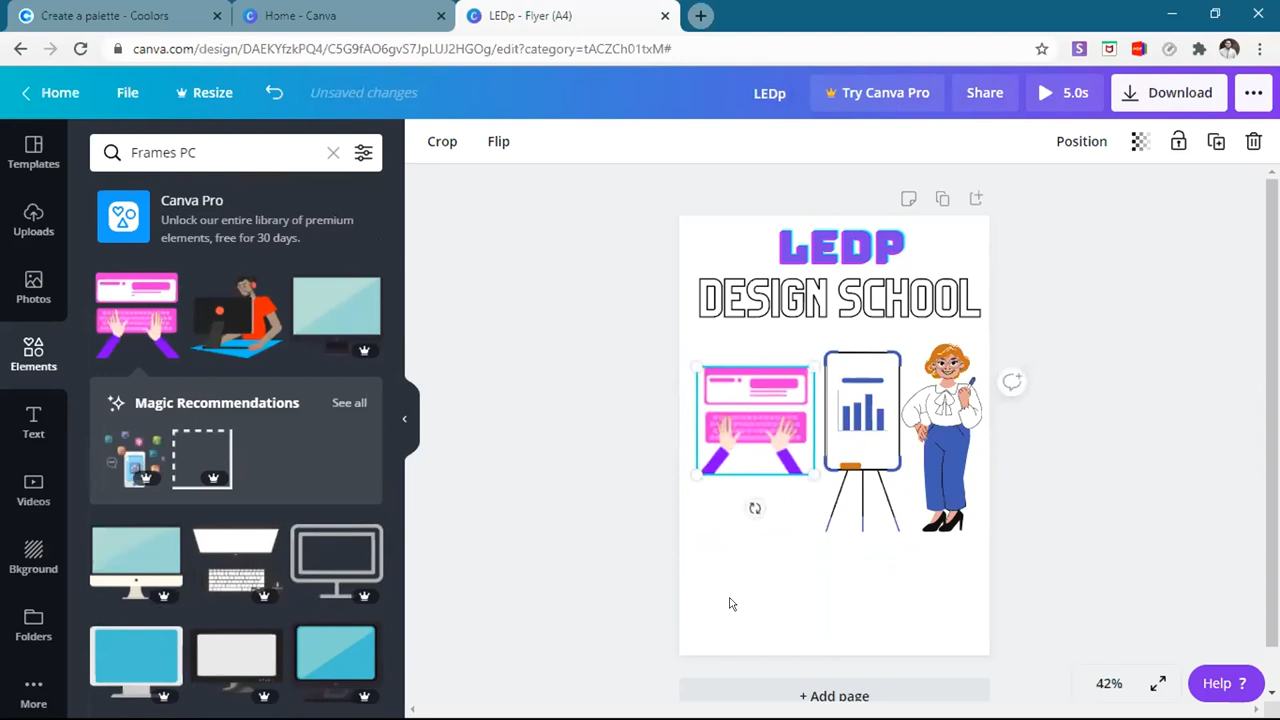 Create a palette - Coolors
Home - Canva
LEDp - Flyer (A4)
canva.com/design/DAEKYfzkPQ4/C5G9fAO6gvS7JpLUJ2HGOg/edit?category=tACZCh01txM#
Home
File
Resize
Unsaved changes
LEDp
Try Canva Pro
Share
5.0s
Download
Templates
Uploads
Photos
Elements
Text
Videos
Bkground
Folders
More
Frames PC
Canva Pro
Unlock our entire library of premium
elements, free for 30 days.
Magic Recommendations
See all
Crop
Flip
Position
LEDP
DESIGN SCHOOL
+ Add page
42%
Help ?